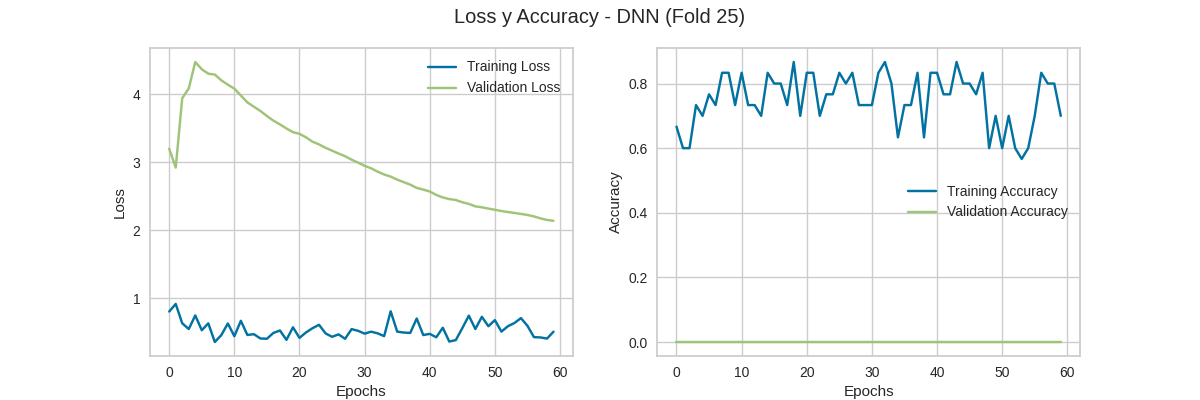 Loss y Accuracy - DNN (Fold 25)
Training Loss
Validation Loss
4
3
2
1
Loss
0 10 20 30 40 50 60
Epochs
0.8
0.6
0.4
0.2
0.0
Accuracy
Training Accuracy
Validation Accuracy
0 10 20 30 40 50 60
Epochs